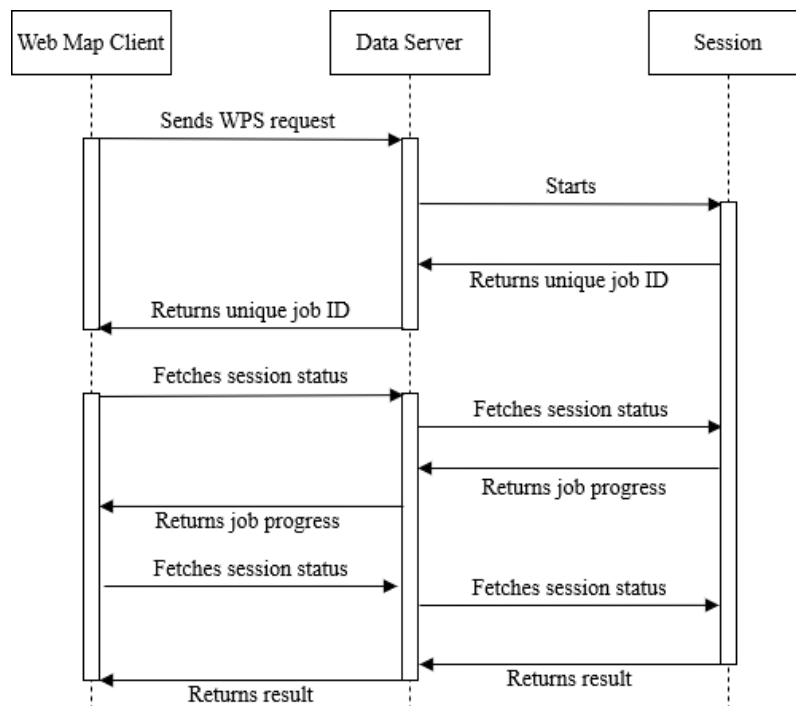 Web Map Client
Data Server
Session
Sends WPS request
Starts
Returns unique job ID
Returns unique job ID
Fetches session status
Fetches session status
Returns job progress
Returns job progress
Fetches session status
Fetches session status
Returns result
Returns result